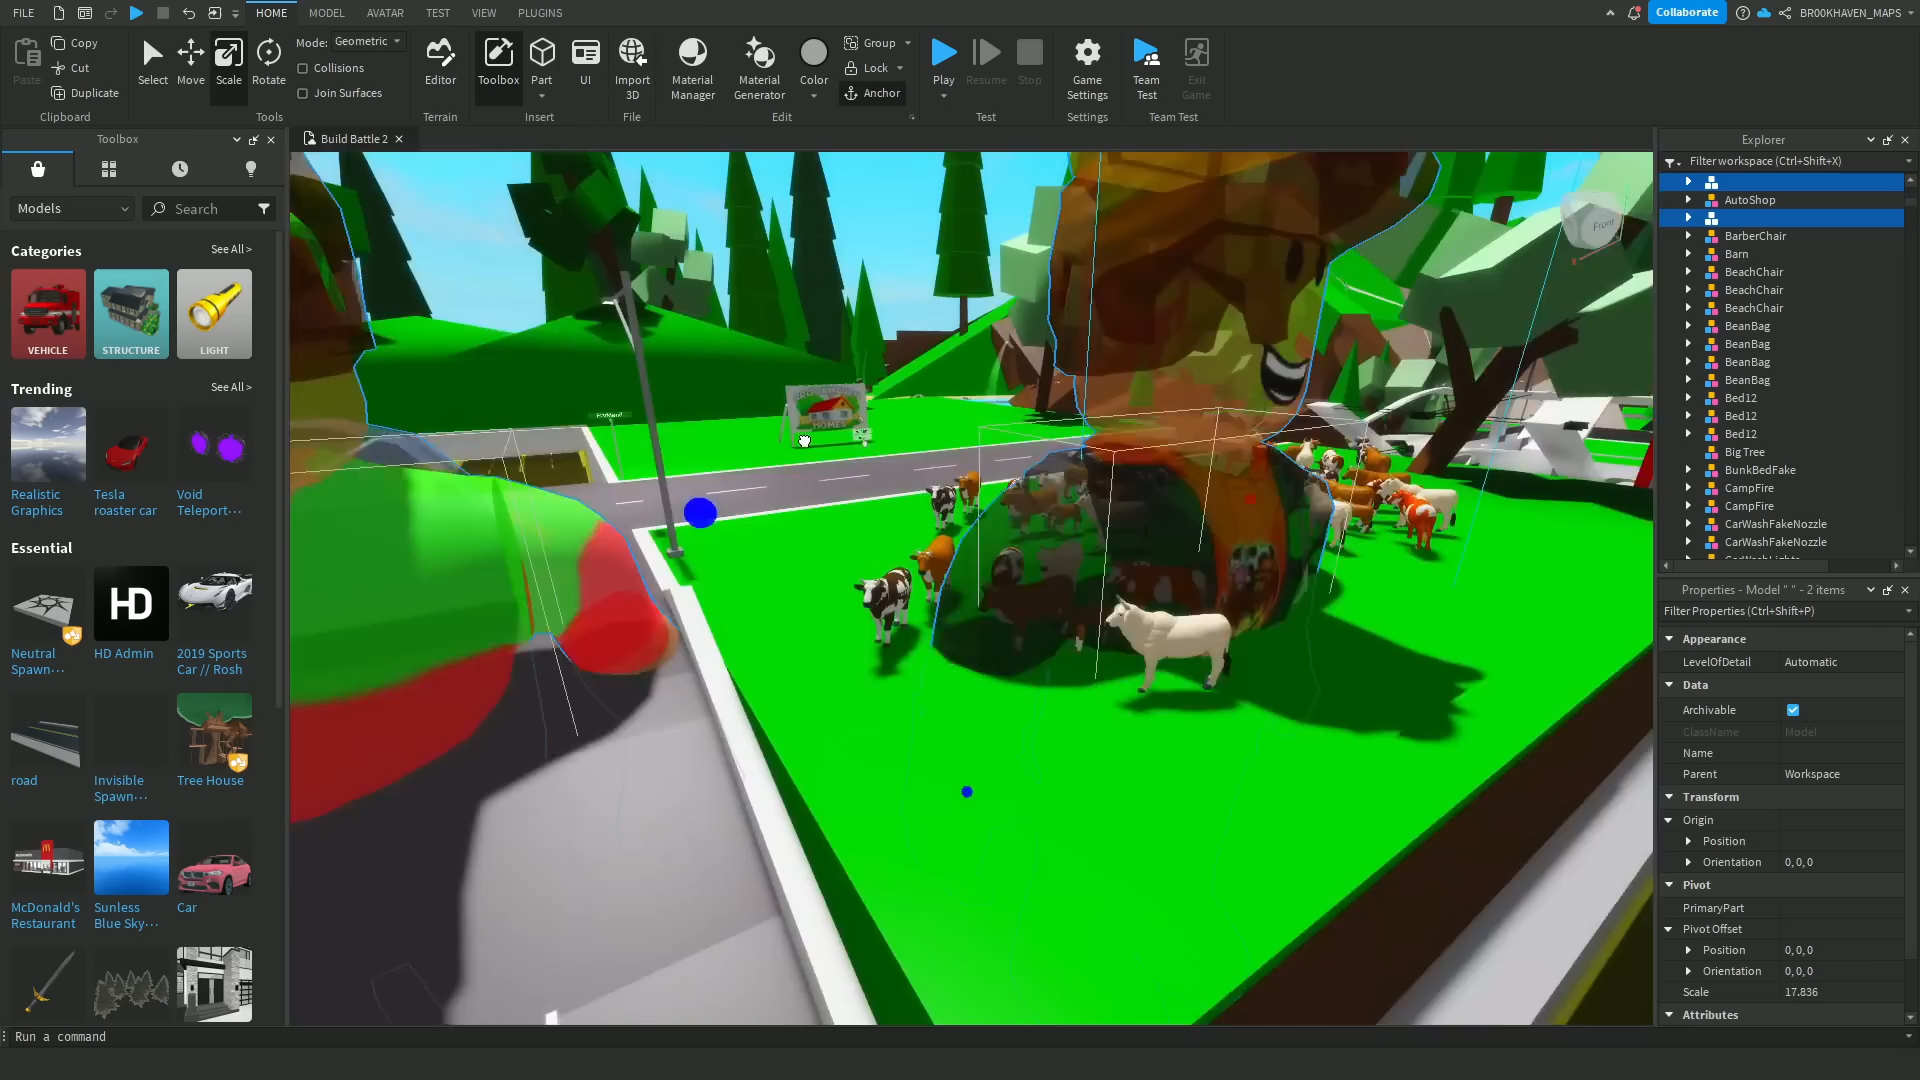 FILE
HOME
MODEL
AVATAR
TEST
VIEW
PLUGINS
Collaborate
BR00KHAVEN_MAPS
Paste
Copy
Cut
Duplicate
Clipboard
Select
Move
Scale
Rotate
Mode:
Geometric
Collisions
Join Surfaces
Tools
Editor
Terrain
Toolbox
Part
UI
Insert
Import
3D
File
Material
Manager
Material
Generator
Color
Group
Lock
Anchor
Edit
Play
Resume
Stop
Test
Game
Settings
Settings
Team
Test
Exit
Game
Team Test
Toolbox
Build Battle 2
Models
Search
Categories
See All >
VEHICLE
STRUCTURE
LIGHT
Trending
See All >
Realistic
Graphics
Tesla
roaster car
Void
Teleport···
Essential
HD
Neutral
Spawn···
HD Admin
2019 Sports
Car // Rosh
road
Invisible
Spawn···
Tree House
McDonald's
Restaurant
Sunless
Blue Sky···
Car
HOMES
Front
X
Explorer
Filter workspace (Ctrl+Shift+X)
AutoShop
BarberChair
Barn
BeachChair
BeachChair
BeachChair
BeanBag
BeanBag
BeanBag
BeanBag
Bed12
Bed12
Bed12
Big Tree
BunkBedFake
CampFire
CampFire
CarWashFakeNozzle
CarWashFakeNozzle
CarWashLights
Properties - Model " " - 2 items
Filter Properties (Ctrl+Shift+P)
Appearance
LevelOfDetail
Automatic
Data
Archivable
ClassName
Model
Name
Parent
Workspace
Transform
Origin
Position
Orientation
0, 0, 0
Pivot
PrimaryPart
Pivot Offset
Position
0, 0, 0
Orientation
0, 0, 0
Scale
17.836
Attributes
Run a command